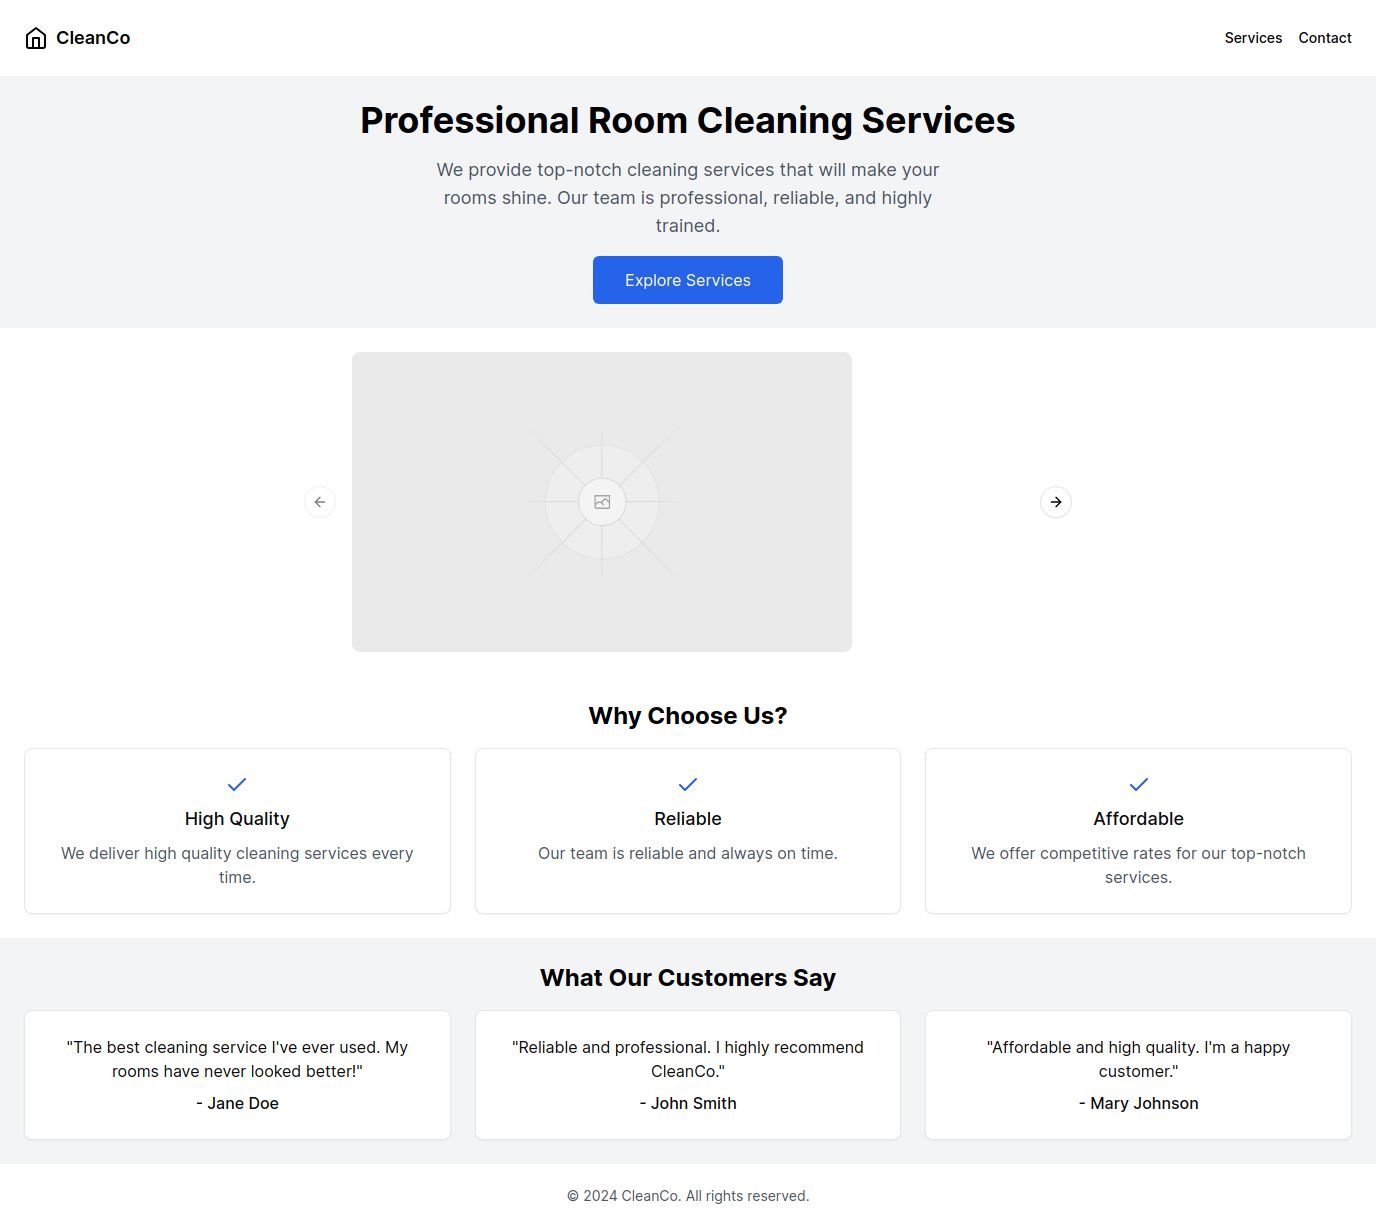 CleanCo
Services Contact
Professional Room Cleaning Services
We provide top-notch cleaning services that will make your
rooms shine. Our team is professional, reliable, and highly
trained.
Explore Services
Why Choose Us?
High Quality
We deliver high quality cleaning services every
time.
Reliable
Our team is reliable and always on time.
Affordable
We offer competitive rates for our top-notch
services.
What Our Customers Say
"The best cleaning service I've ever used. My
rooms have never looked better!"
- Jane Doe
"Reliable and professional. I highly recommend
CleanCo."
- John Smith
"Affordable and high quality. I'm a happy
customer."
- Mary Johnson
© 2024 CleanCo. All rights reserved.